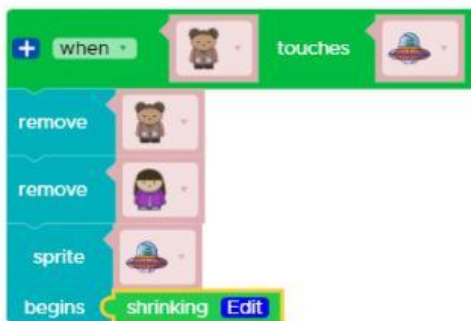 + when touches
remove
remove
sprite
begins shrinking Edit